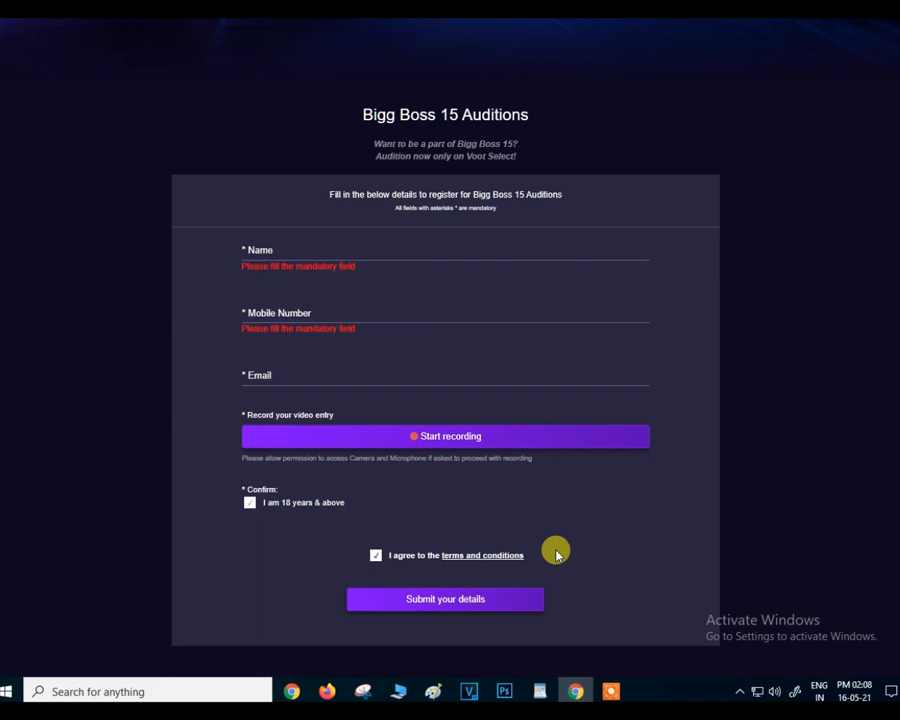 Bigg Boss 15 Auditions
Want to be a part of Bigg Boss 15?
Audition now only on Voot Select!
Fill in the below details to register for Bigg Boss 15 Auditions
All fields with asterisks * are mandatory
* Name
Please fill the mandatory field
* Mobile Number
Please fill the mandatory field
* Email
* Record your video entry
Start recording
Please allow permission to access Camera and Microphone if asked to proceed with recording
* Confirm:
I am 18 years & above
I agree to the terms and conditions
Submit your details
Activate Windows
Go to Settings to activate Windows.
Search for anything
V
Ps
ENG
IN
PM 02:08
16-05-21